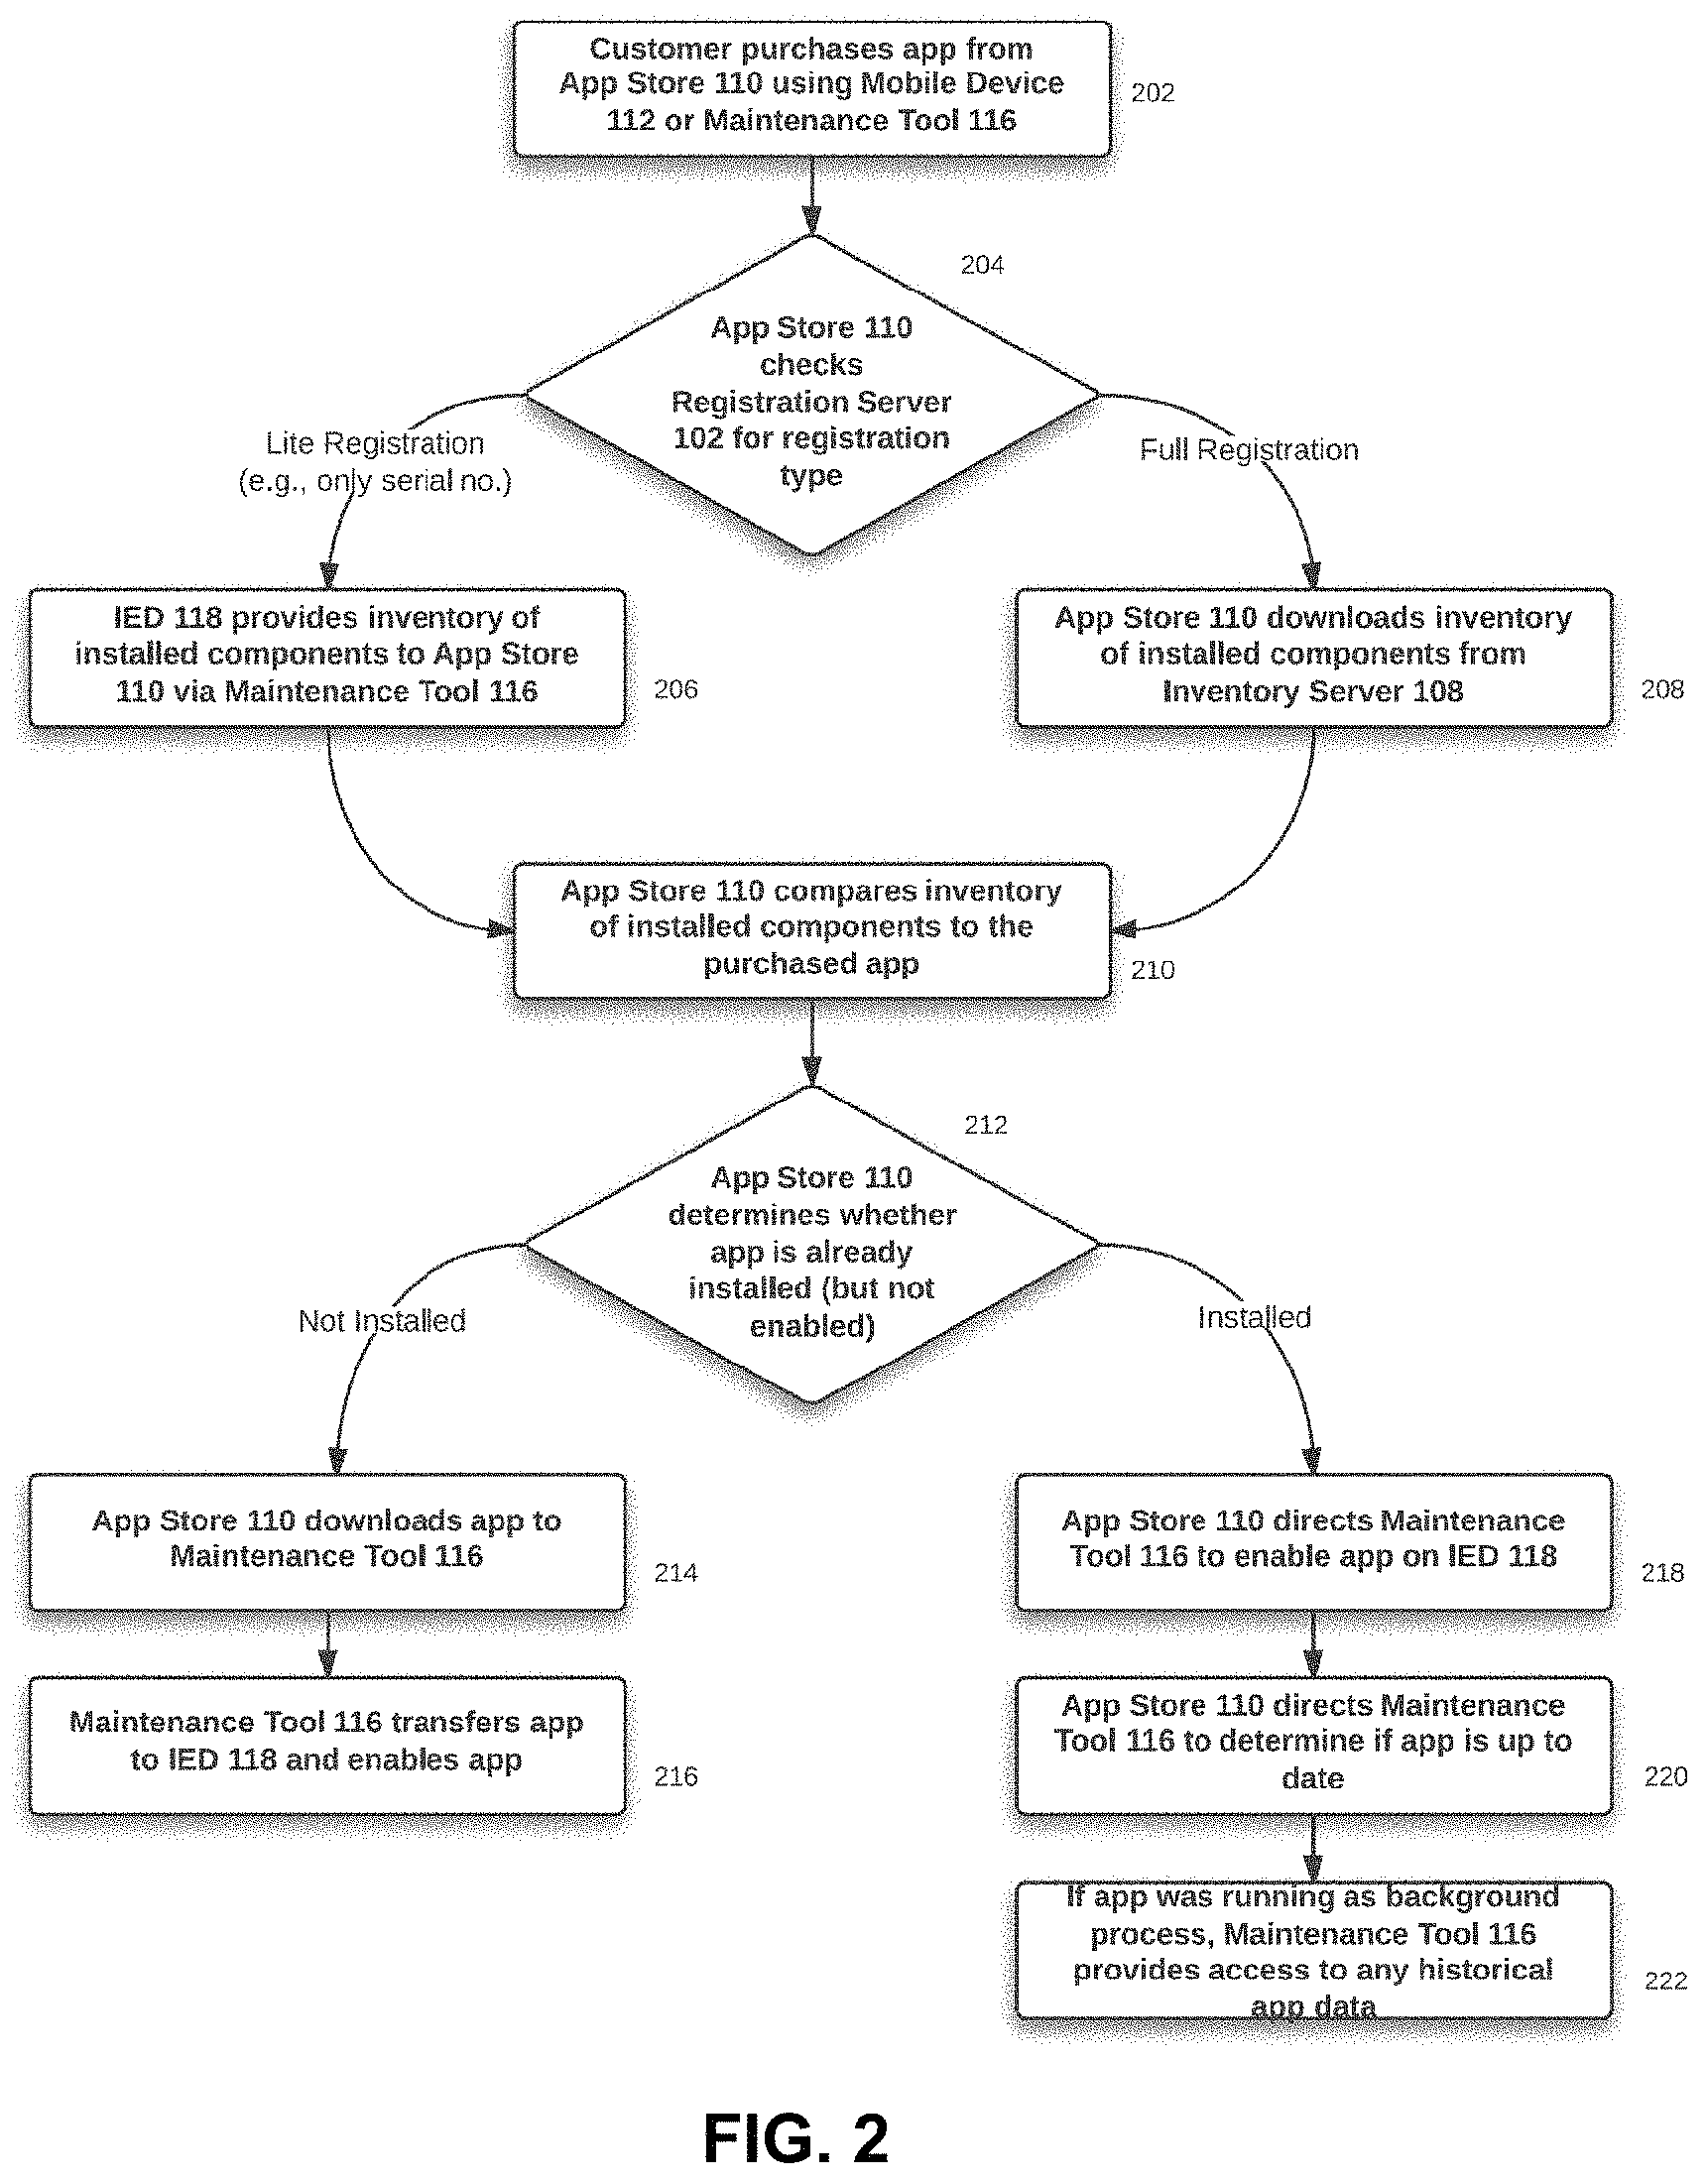 Customer purchases app from
App Store 110 using Mobile Device
112 or Maintenance Tool 116
202
204
App Store 110
checks
Registration Server
102 for registration
type
Lite Registration
(e.g., only serial no.)
Full Registration
IED 118 provides inventory of
installed components to App Store
110 via Maintenance Tool 116
206
App Store 110 downloads inventory
of installed components from
Inventory Server 108
208
App Store 110 compares inventory
of installed components to the
purchased app
210
212
App Store 110
determines whether
app is already
installed (but not
enabled)
Not Installed
Installed
App Store 110 downloads app to
Maintenance Tool 116
214
App Store 110 directs Maintenance
Tool 116 to enable app on IED 118
218
Maintenance Tool 116 transfers app
to IED 118 and enables app
216
App Store 110 directs Maintenance
Tool 116 to determine if app is up to
date
220
If app was running as background
process, Maintenance Tool 116
provides access to any historical
app data
222
FIG. 2